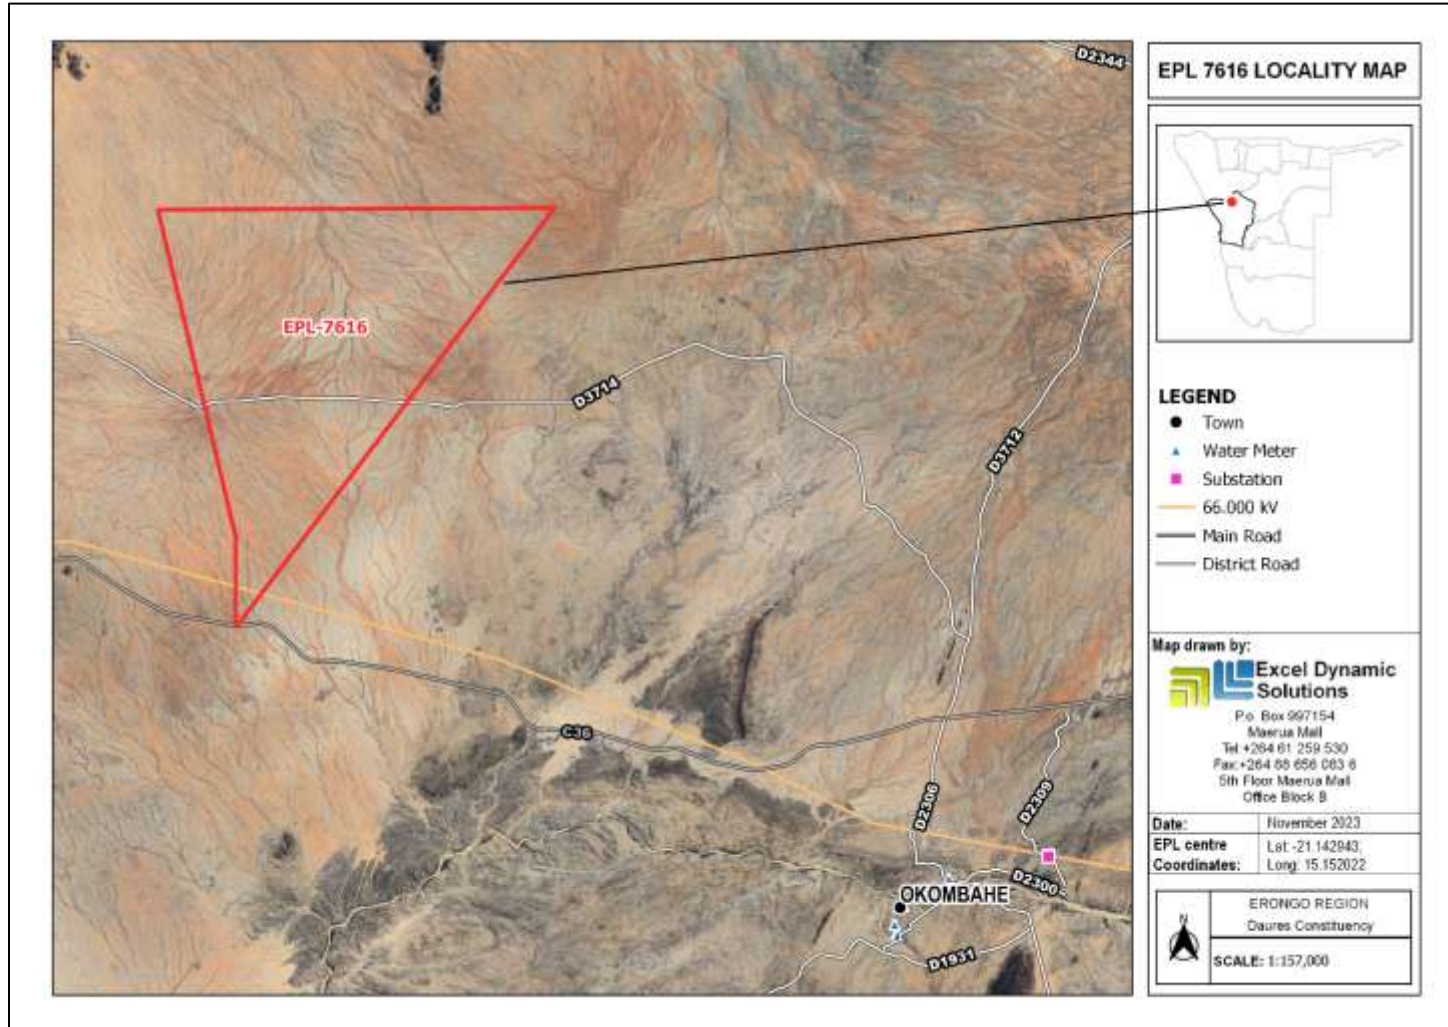 EPL 7616 LOCALITY MAP
D2344
EPL-7616
D3714
D3712
C36
D2306
D2309
D2300
OKOMBAHE
D1931
LEGEND
Town
Water Meter
Substation
66.000 kV
Main Road
District Road
Map drawn by:
Excel Dynamic
Solutions
P.o. Box 997154
Maerua Mall
Tel +264 61 259 530
Fax:+264 88 656 083 6
5th Floor Maerua Mall
Office Block B
Date: November 2023
EPL centre Lat: -21.142943;
Coordinates: Long: 15.152022
N
ERONGO REGION
Daures Constituency
SCALE: 1:157,000